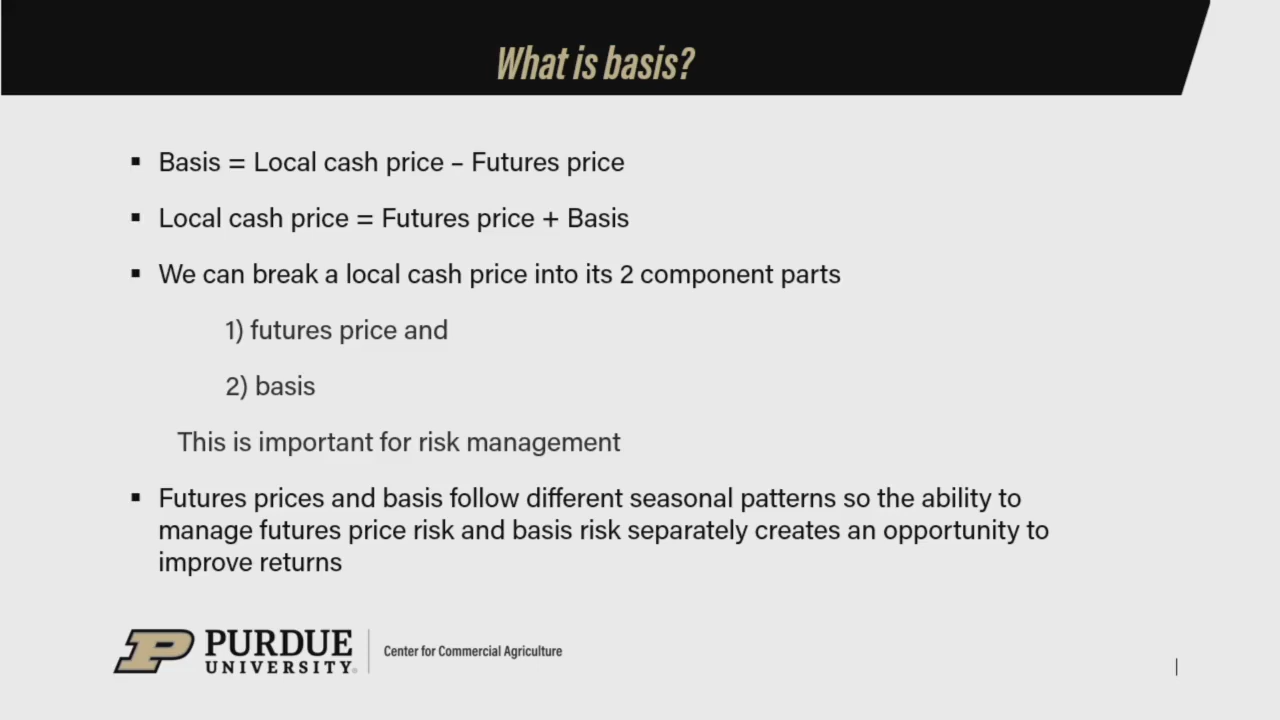 What is basis?
▪ Basis = Local cash price – Futures price
▪ Local cash price = Futures price + Basis
▪ We can break a local cash price into its 2 component parts
1) futures price and
2) basis
This is important for risk management
▪ Futures prices and basis follow different seasonal patterns so the ability to
manage futures price risk and basis risk separately creates an opportunity to
improve returns
PURDUE
UNIVERSITY®
Center for Commercial Agriculture
|